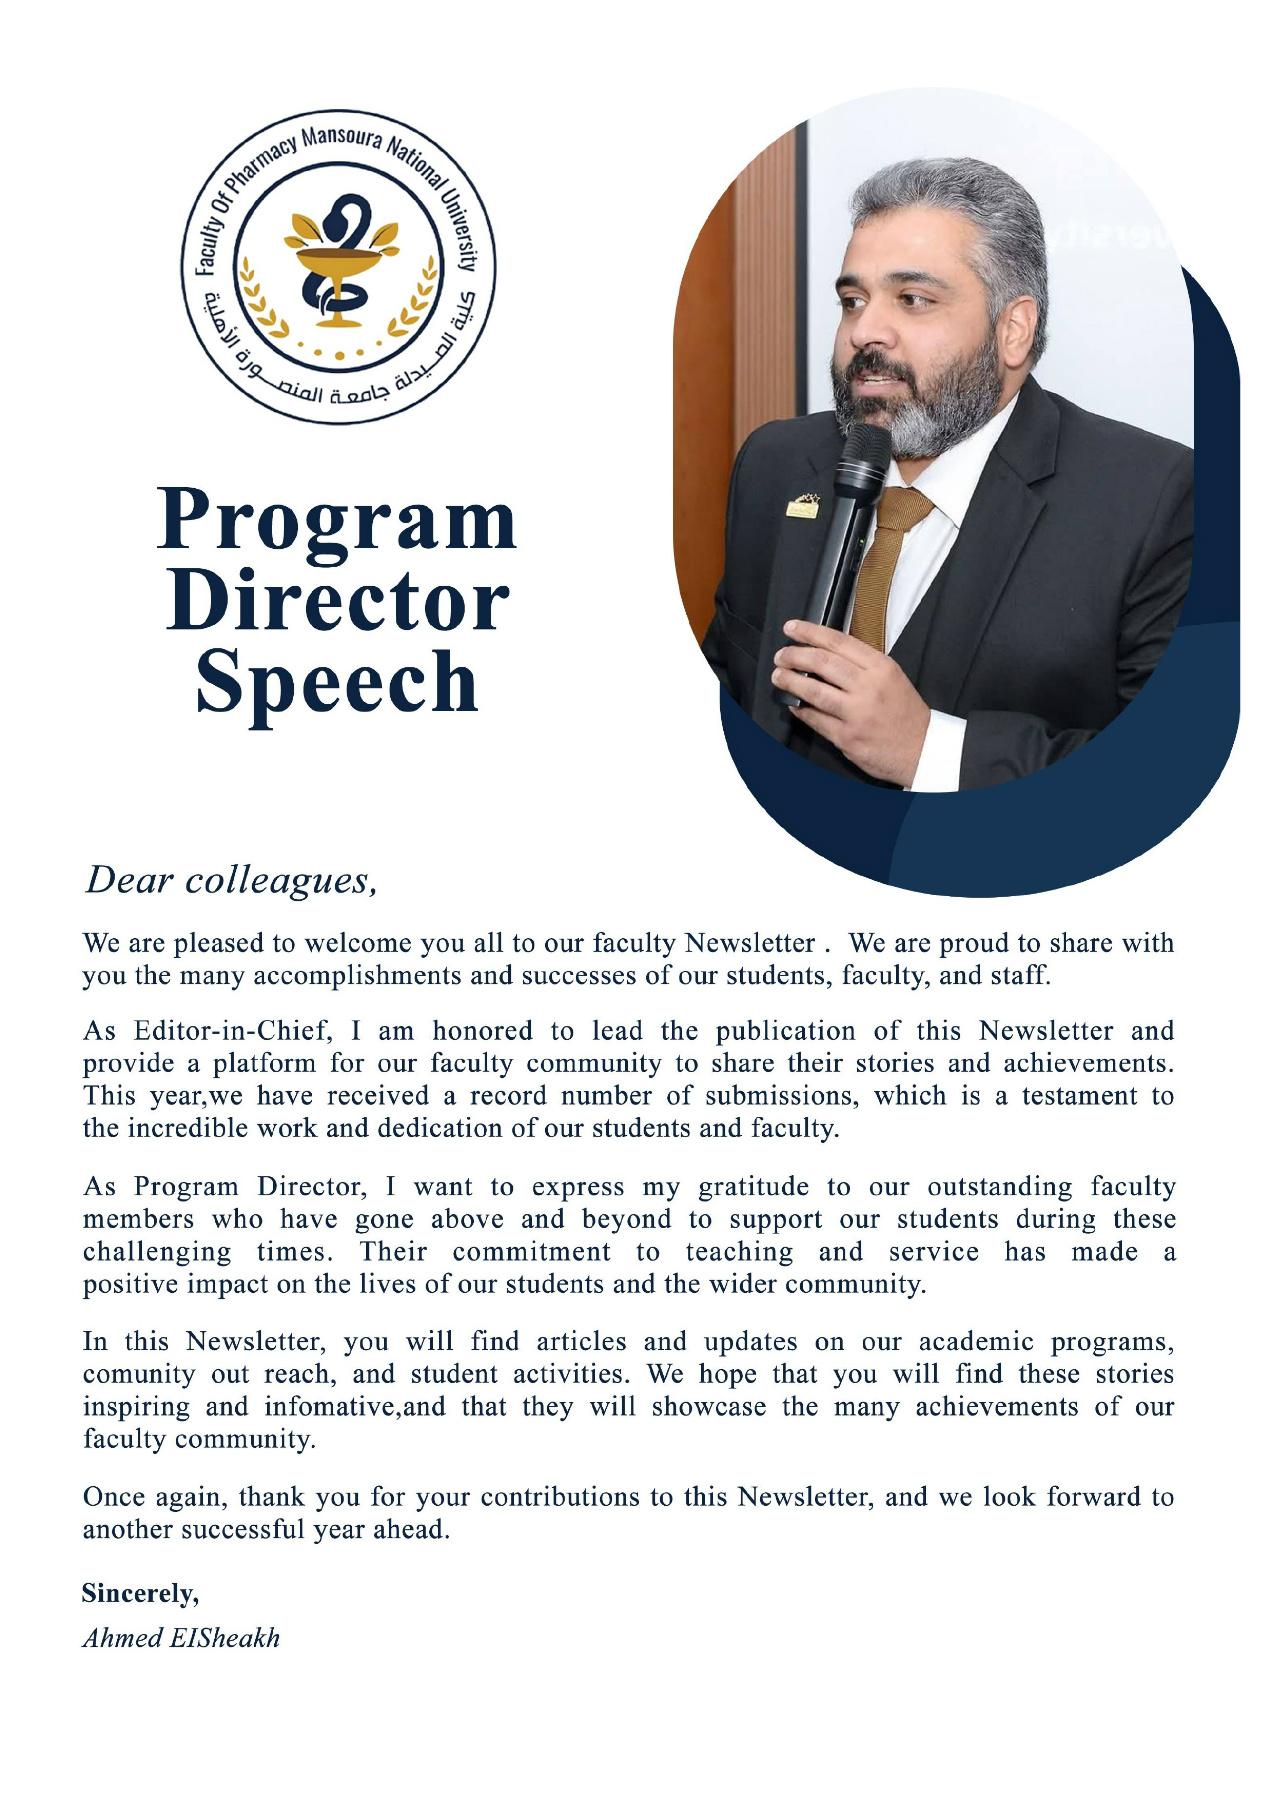 Faculty Of Pharmacy Mansoura National University
كلية الصيدلة جامعة المنصورة الأهلية
Program
Director
Speech
Dear colleagues,
We are pleased to welcome you all to our faculty Newsletter .  We are proud to share with
you the many accomplishments and successes of our students, faculty, and staff.
As Editor-in-Chief, I am honored to lead the publication of this Newsletter and
provide a platform for our faculty community to share their stories and achievements.
This year,we have received a record number of submissions, which is a testament to
the incredible work and dedication of our students and faculty.
As Program Director, I want to express my gratitude to our outstanding faculty
members who have gone above and beyond to support our students during these
challenging times. Their commitment to teaching and service has made a
positive impact on the lives of our students and the wider community.
In this Newsletter, you will find articles and updates on our academic programs,
comunity out reach, and student activities. We hope that you will find these stories
inspiring and infomative,and that they will showcase the many achievements of our
faculty community.
Once again, thank you for your contributions to this Newsletter, and we look forward to
another successful year ahead.
Sincerely,
Ahmed EISheakh